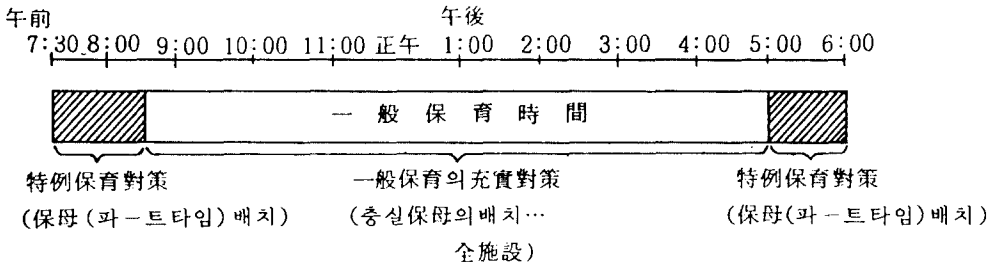 午前 午後
7:30 8:00 9:00 10:00 11:00 正午 1:00 2:00 3:00 4:00 5:00 6:00
一般保育時間
特例保育對策 一般保育의 充實對策 特例保育對策
(保母(파ー트타임)배치) (충실保母의 배치… (保母(파ー트타임)배치)
全施設)